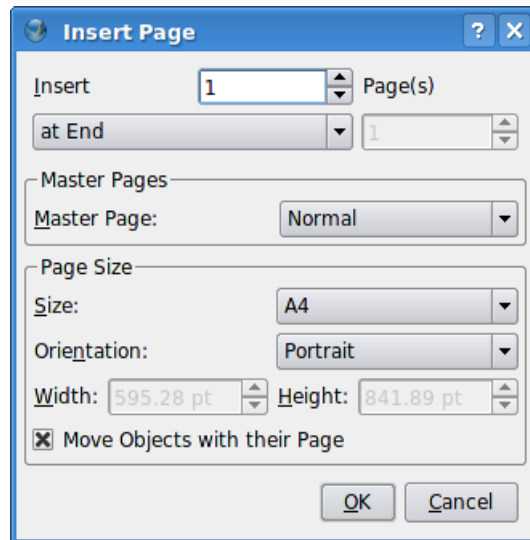 Insert Page
Insert 1 Page(s)
at End 1
Master Pages
Master Page: Normal
Page Size
Size: A4
Orientation: Portrait
Width: 595.28 pt Height: 841.89 pt
Move Objects with their Page
OK Cancel